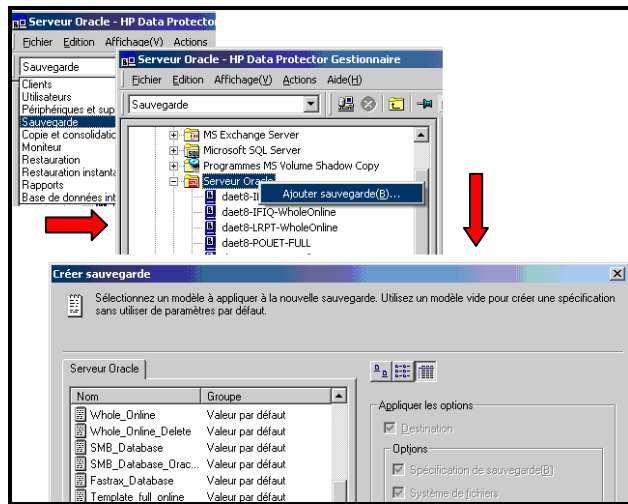 Serveur Oracle - HP Data Protector
Fichier Edition Affichage(V) Actions
Sauvegarde
Clients
Utilisateurs
Périphériques et sup
Sauvegarde
Copie et consolidatio
Moniteur
Restauration
Restauration instanta
Rapports
Base de données int
Serveur Oracle - HP Data Protector Gestionnaire
Fichier Edition Affichage(V) Actions Aide(H)
Sauvegarde
MS Exchange Server
Microsoft SQL Server
Programmes MS Volume Shadow Copy
Serveur Oracle
Ajouter sauvegarde(B)...
daet8-I
daet8-IFIQ-WholeOnline
daet8-LRPT-WholeOnline
daet8-POUET-FULL
Créer sauvegarde
Sélectionnez un modèle à appliquer à la nouvelle sauvegarde. Utilisez un modèle vide pour créer une spécification
sans utiliser de paramètres par défaut.
Serveur Oracle
Nom Groupe
Whole_Online Valeur par défaut
Whole_Online_Delete Valeur par défaut
SMB_Database Valeur par défaut
SMB_Database_Orac... Valeur par défaut
Fastrax_Database Valeur par défaut
Template full online Valeur par défaut
Appliquer les options
Destination
Options
Spécification de sauvegarde(B)
Système de fichiers